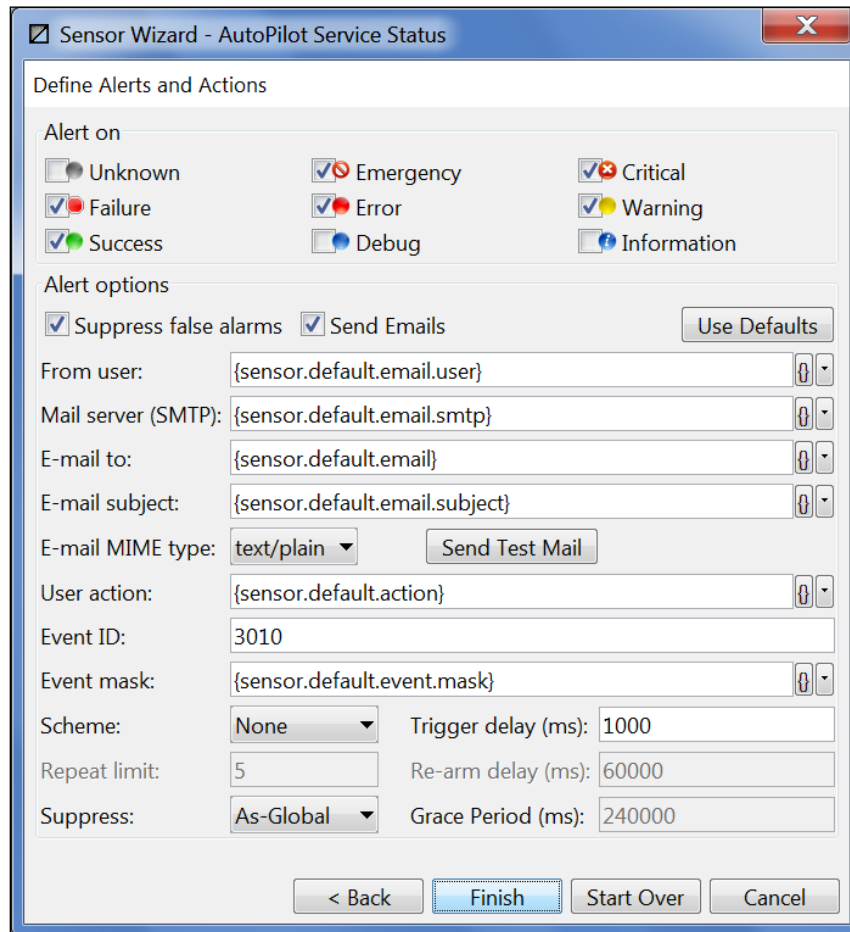 Sensor Wizard - AutoPilot Service Status
Define Alerts and Actions
Alert on
Unknown Emergency Critical
Failure Error Warning
Success Debug Information
Alert options
Suppress false alarms Send Emails Use Defaults
From user: {sensor.default.email.user} {}
Mail server (SMTP): {sensor.default.email.smtp} {}
E-mail to: {sensor.default.email} {}
E-mail subject: {sensor.default.email.subject} {}
E-mail MIME type: text/plain Send Test Mail
User action: {sensor.default.action} {}
Event ID: 3010
Event mask: {sensor.default.event.mask} {}
Scheme: None Trigger delay (ms): 1000
Repeat limit: 5 Re-arm delay (ms): 60000
Suppress: As-Global Grace Period (ms): 240000
< Back Finish Start Over Cancel